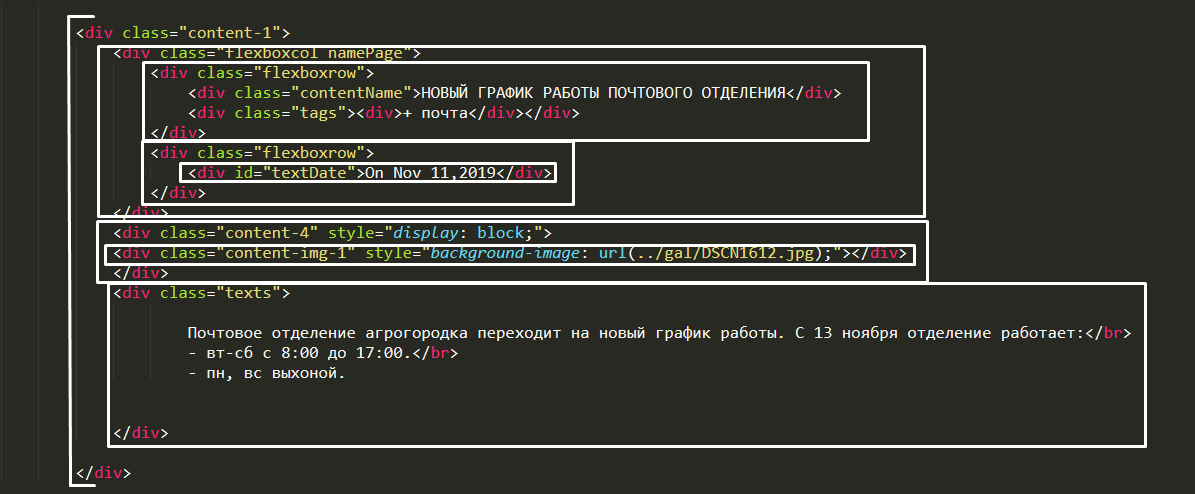 <div class="content-1">
<div class="flexboxcol namePage">
<div class="flexboxrow">
<div class="contentName">НОВЫЙ ГРАФИК РАБОТЫ ПОЧТОВОГО ОТДЕЛЕНИЯ</div>
<div class="tags"><div>+ почта</div></div>
</div>
<div class="flexboxrow">
<div id="textDate">On Nov 11,2019</div>
</div>
</div>
<div class="content-4" style="display: block;">
<div class="content-img-1" style="background-image: url(../gal/DSCN1612.jpg);"></div>
</div>
<div class="texts">
Почтовое отделение агрогородка переходит на новый график работы. С 13 ноября отделение работает:</br>
- вт-сб с 8:00 до 17:00.</br>
- пн, вс выхоной.
</div>
</div>